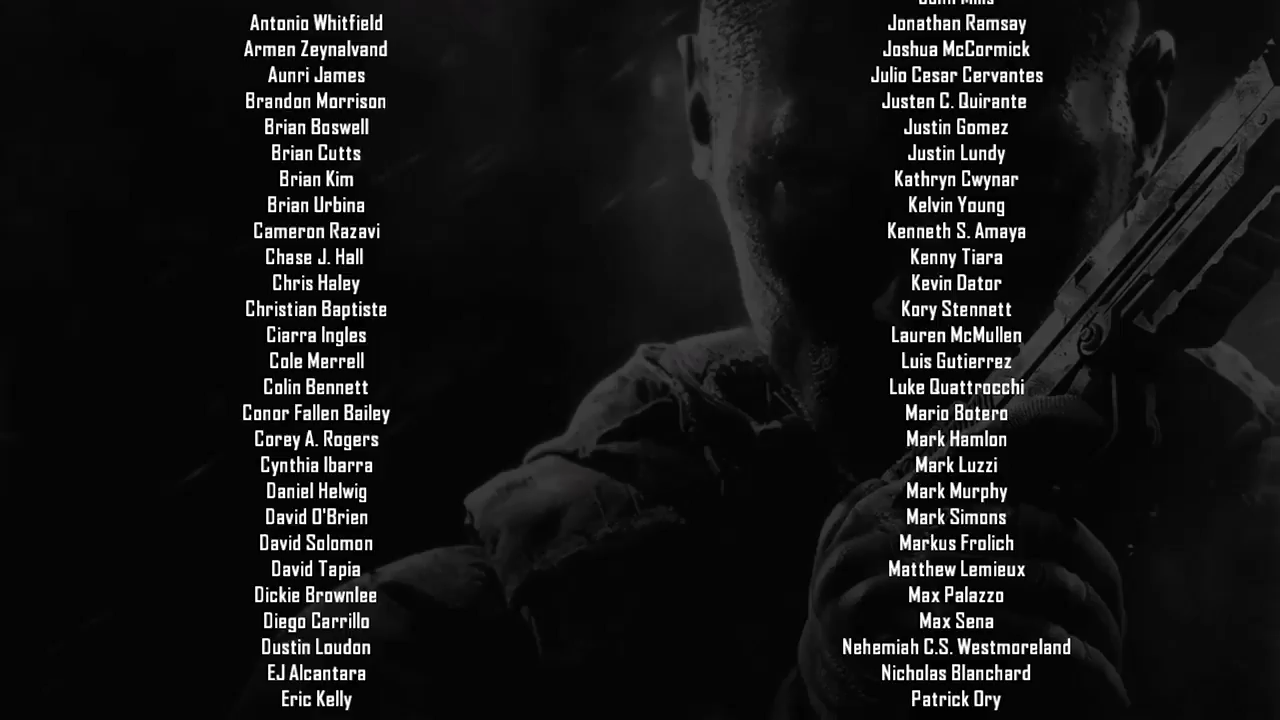 Antonio Whitfield
Armen Zeynalvand
Aunri James
Brandon Morrison
Brian Boswell
Brian Cutts
Brian Kim
Brian Urbina
Cameron Razavi
Chase J. Hall
Chris Haley
Christian Baptiste
Ciarra Ingles
Cole Merrell
Colin Bennett
Conor Fallen Bailey
Corey A. Rogers
Cynthia Ibarra
Daniel Helwig
David O'Brien
David Solomon
David Tapia
Dickie Brownlee
Diego Carrillo
Dustin Loudon
EJ Alcantara
Eric Kelly
Jonathan Ramsay
Joshua McCormick
Julio Cesar Cervantes
Justen C. Quirante
Justin Gomez
Justin Lundy
Kathryn Cwynar
Kelvin Young
Kenneth S. Amaya
Kenny Tiara
Kevin Dator
Kory Stennett
Lauren McMullen
Luis Gutierrez
Luke Quattrocchi
Mario Botero
Mark Hamlon
Mark Luzzi
Mark Murphy
Mark Simons
Markus Frolich
Matthew Lemieux
Max Palazzo
Max Sena
Nehemiah C.S. Westmoreland
Nicholas Blanchard
Patrick Dry